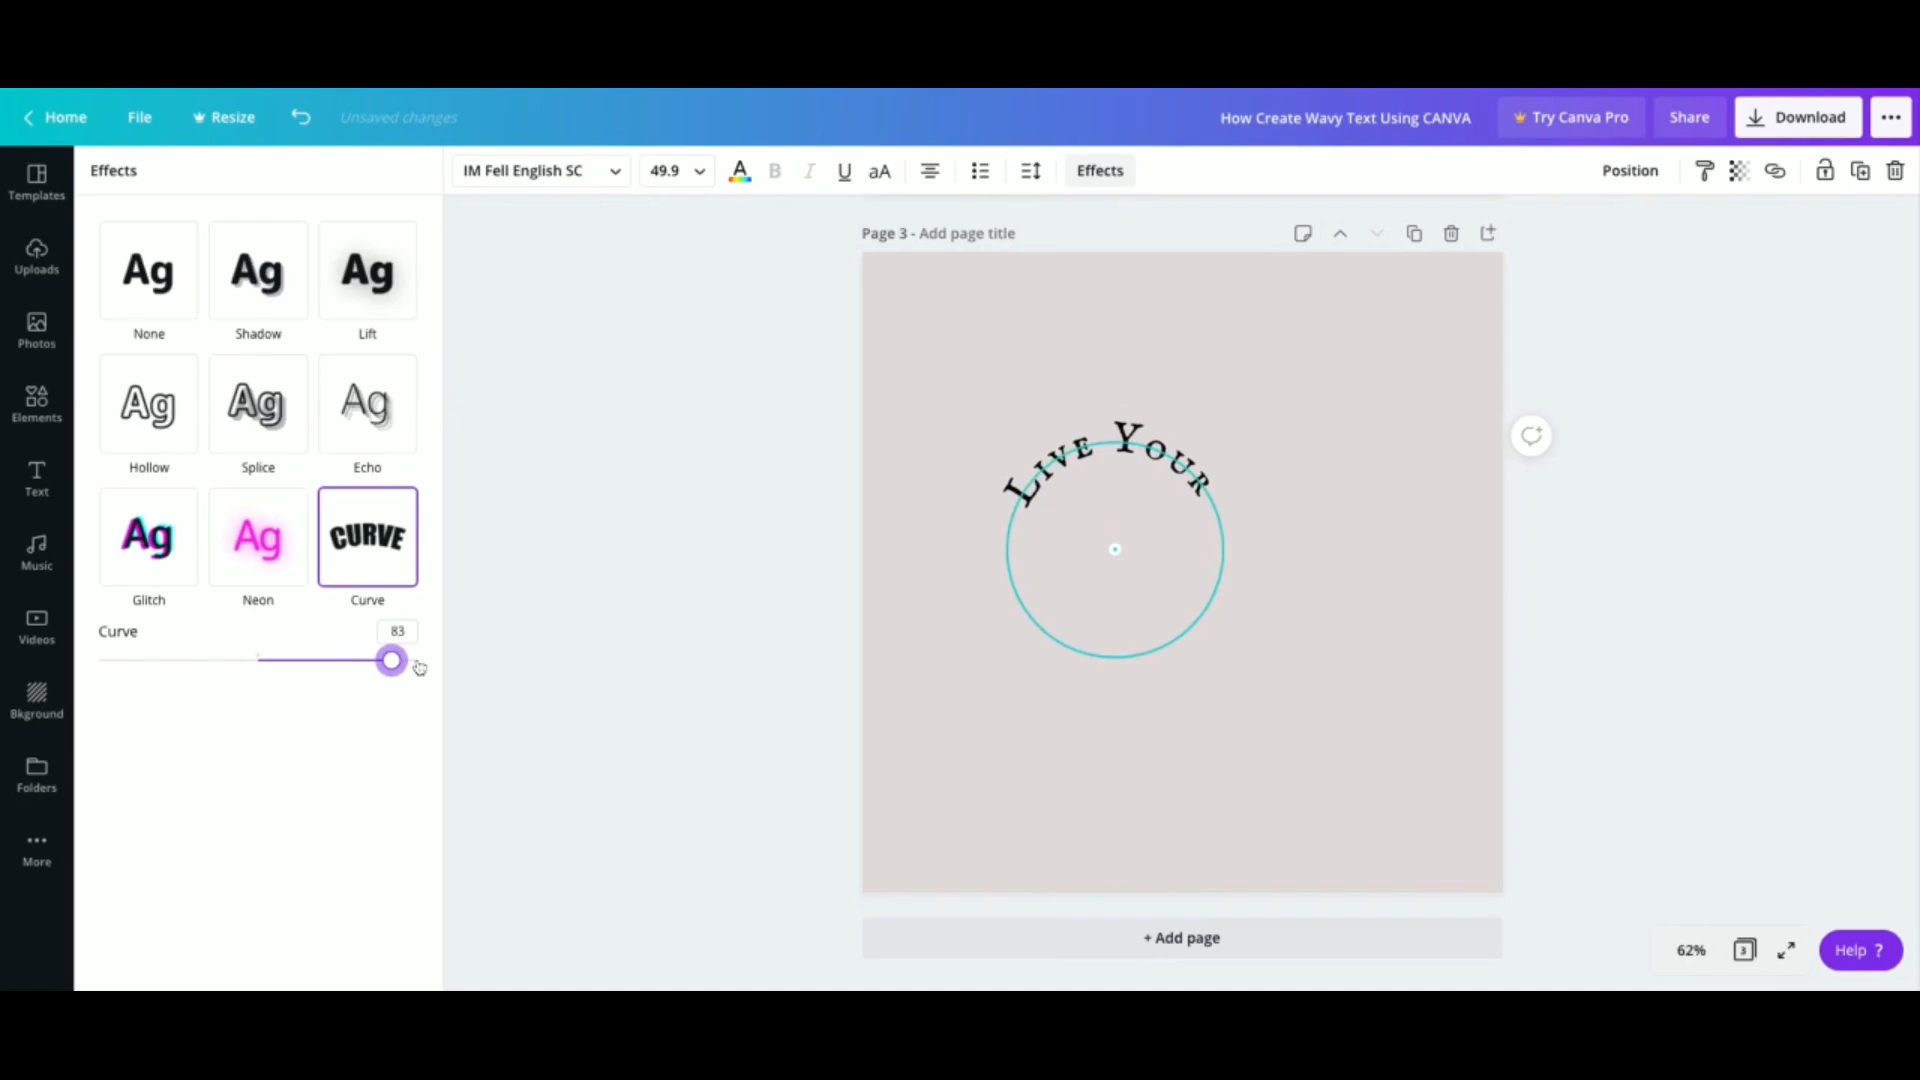 Home File Resize Unsaved changes How Create Wavy Text Using CANVA Try Canva Pro Share Download
Effects IM Fell English SC 49.9 A B I U aA Effects Position
Templates
Uploads
Photos
Elements
Text
Music
Videos
Bkground
Folders
More
Ag Ag Ag
None Shadow Lift
Ag Ag Ag
Hollow Splice Echo
Ag Ag CURVE
Glitch Neon Curve
Curve 83
Page 3 - Add page title
Live Your
+ Add page
62% 3 Help ?